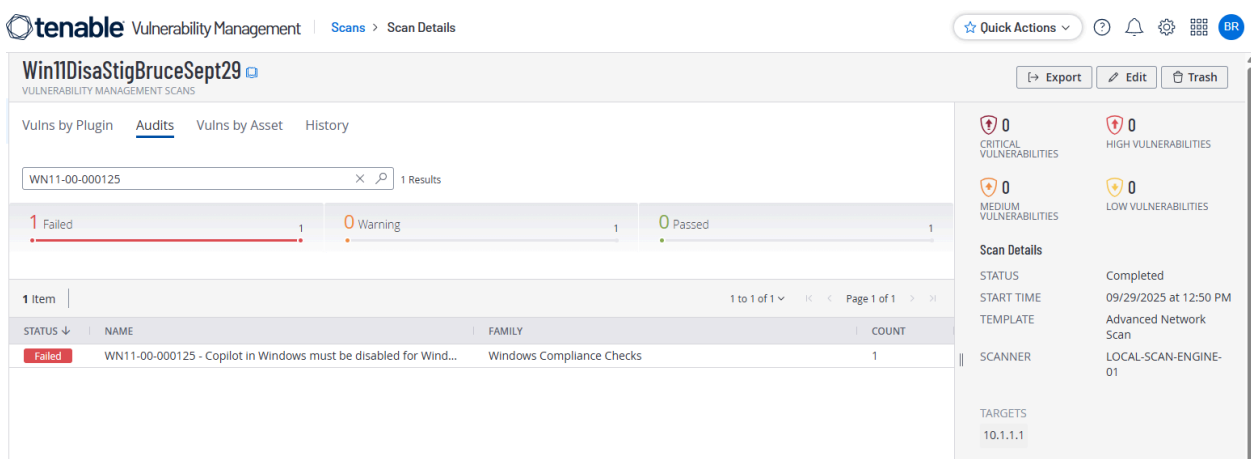 tenable Vulnerability Management Scans > Scan Details Quick Actions BR
Win11DisaStigBruceSept29
VULNERABILITY MANAGEMENT SCANS
Export Edit Trash
Vulns by Plugin Audits Vulns by Asset History
WN11-00-000125 1 Results
1 Failed 1 0 Warning 1 0 Passed 1
1 Item 1 to 1 of 1 Page 1 of 1
STATUS NAME FAMILY COUNT
Failed WN11-00-000125 - Copilot in Windows must be disabled for Wind... Windows Compliance Checks 1
0 CRITICAL VULNERABILITIES
0 HIGH VULNERABILITIES
0 MEDIUM VULNERABILITIES
0 LOW VULNERABILITIES
Scan Details
STATUS Completed
START TIME 09/29/2025 at 12:50 PM
TEMPLATE Advanced Network
Scan
SCANNER LOCAL-SCAN-ENGINE-
01
TARGETS
10.1.1.1